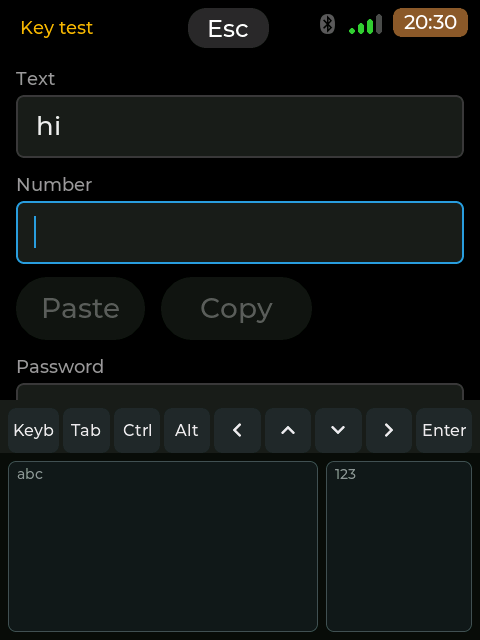 Key test
Esc
20:30
Text
hi
Number
Paste
Copy
Password
Keyb Tab Ctrl Alt Enter
abc
123